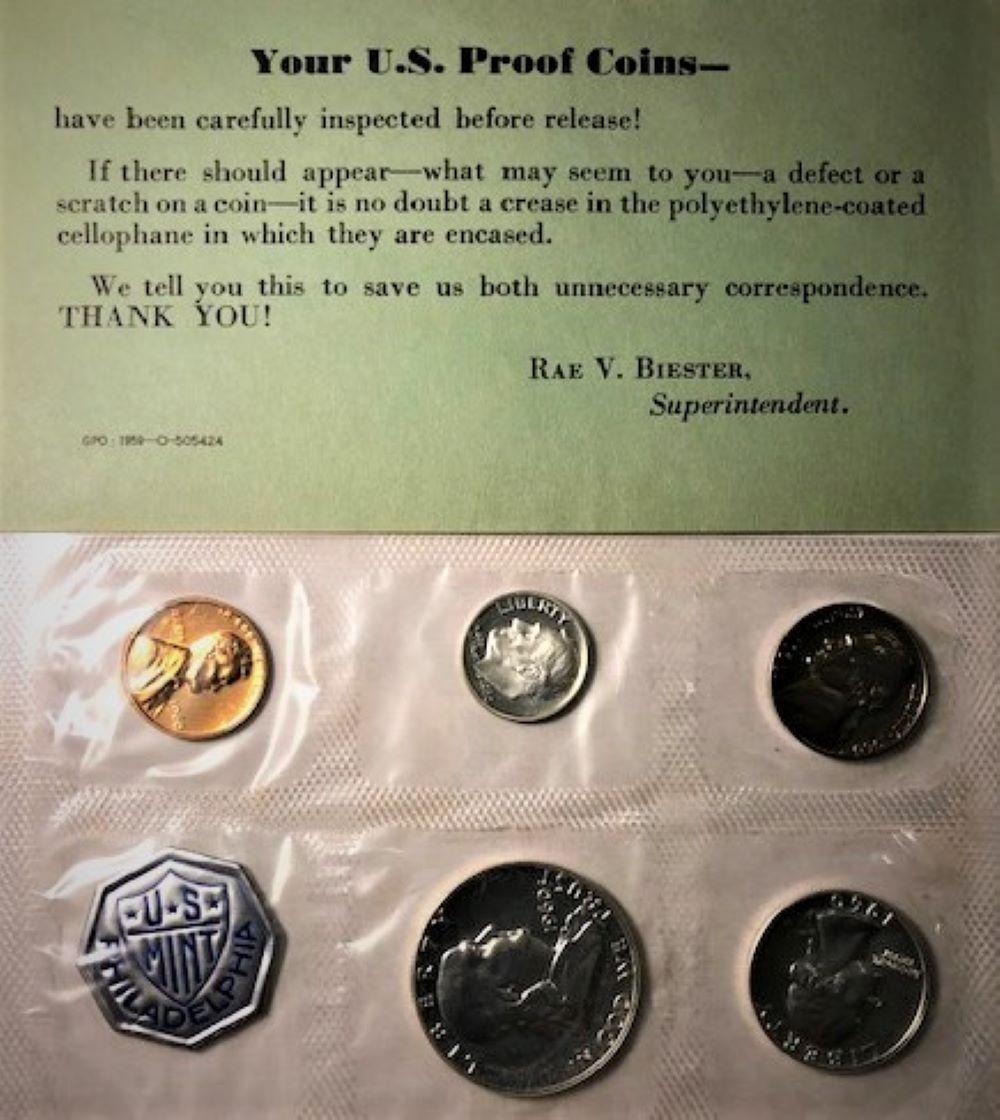 Your U.S. Proof Coins—
have been carefully inspected before release!
If there should appear—what may seem to you—a defect or a
scratch on a coin—it is no doubt a crease in the polyethylene-coated
cellophane in which they are encased.
We tell you this to save us both unnecessary correspondence.
THANK YOU!
RAE V. BIESTER,
Superintendent.
GPO : 1959—O-505424
LIBERTY
U·S·
MINT
PHILADELPHIA
LIBERTY
LIBERTY